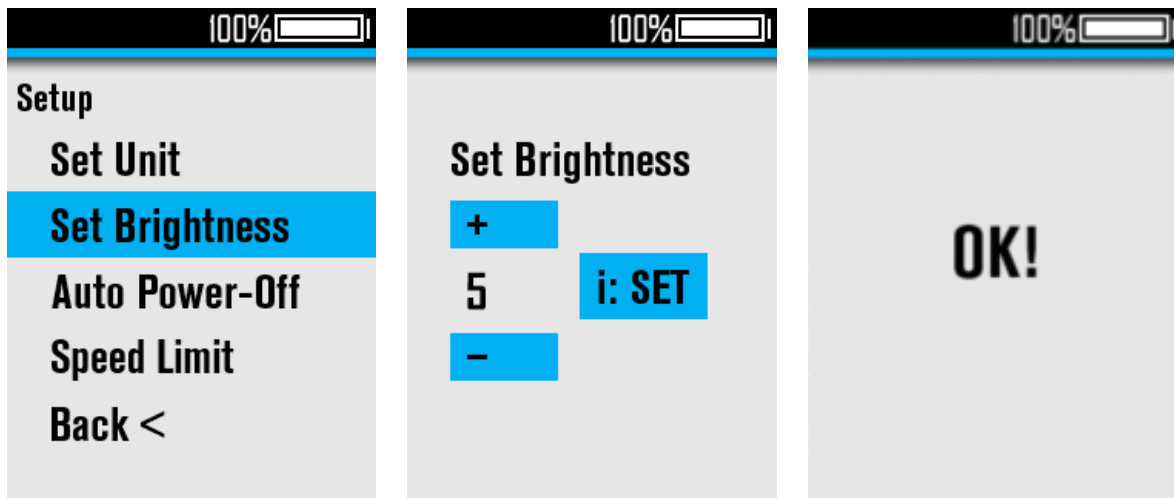 100%
Setup
Set Unit
Set Brightness
Auto Power-Off
Speed Limit
Back <
100%
Set Brightness
+
5
i: SET
−
100%
OK!